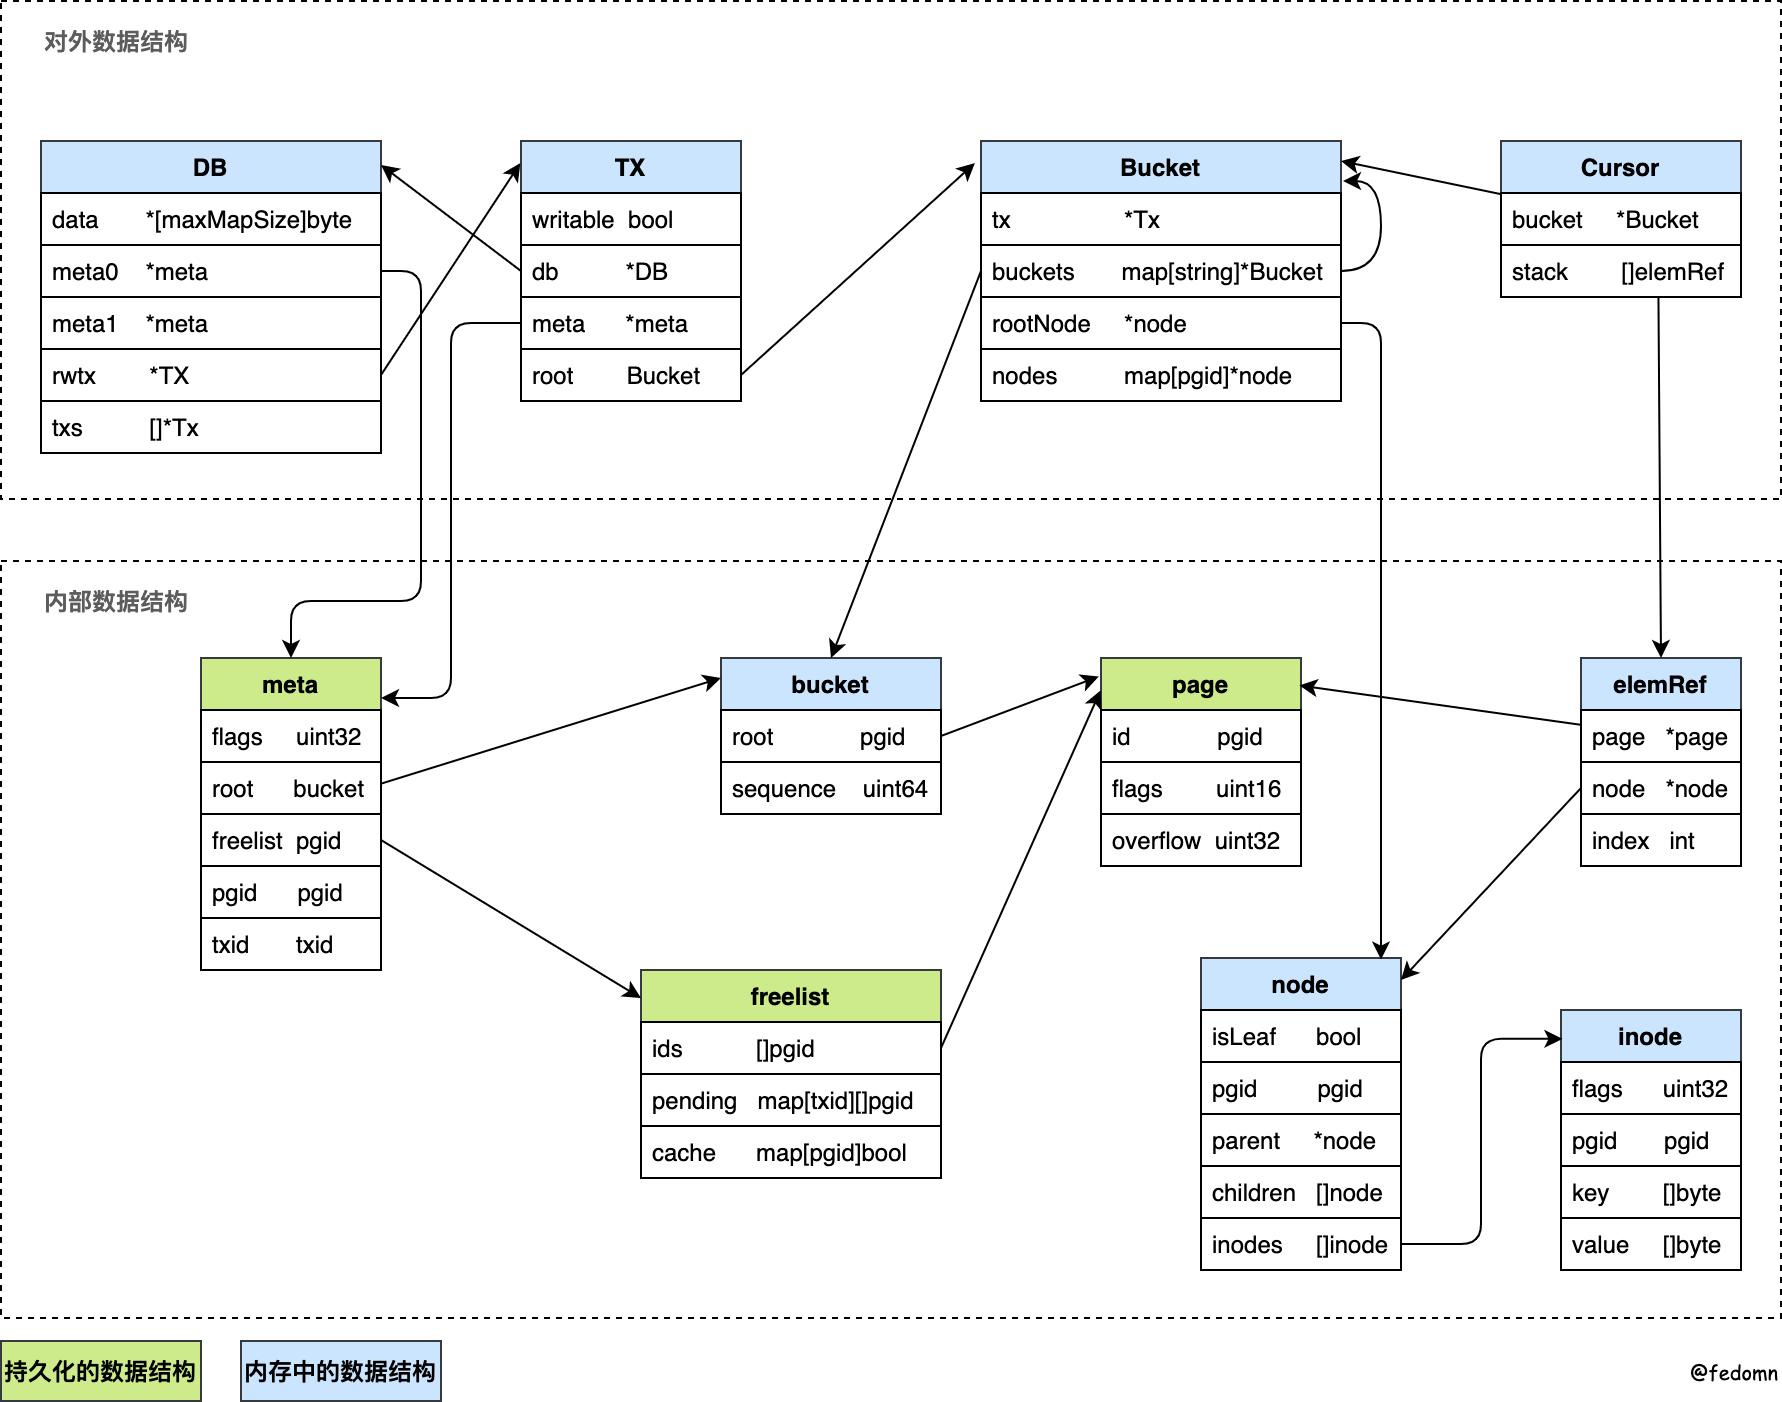 对外数据结构
DB
data *[maxMapSize]byte
meta0 *meta
meta1 *meta
rwtx *TX
txs []*Tx
TX
writable bool
db *DB
meta *meta
root Bucket
Bucket
tx *Tx
buckets map[string]*Bucket
rootNode *node
nodes map[pgid]*node
Cursor
bucket *Bucket
stack []elemRef
内部数据结构
meta
flags uint32
root bucket
freelist pgid
pgid pgid
txid txid
bucket
root pgid
sequence uint64
page
id pgid
flags uint16
overflow uint32
elemRef
page *page
node *node
index int
freelist
ids []pgid
pending map[txid][]pgid
cache map[pgid]bool
node
isLeaf bool
pgid pgid
parent *node
children []node
inodes []inode
inode
flags uint32
pgid pgid
key []byte
value []byte
持久化的数据结构
内存中的数据结构
@fedomn